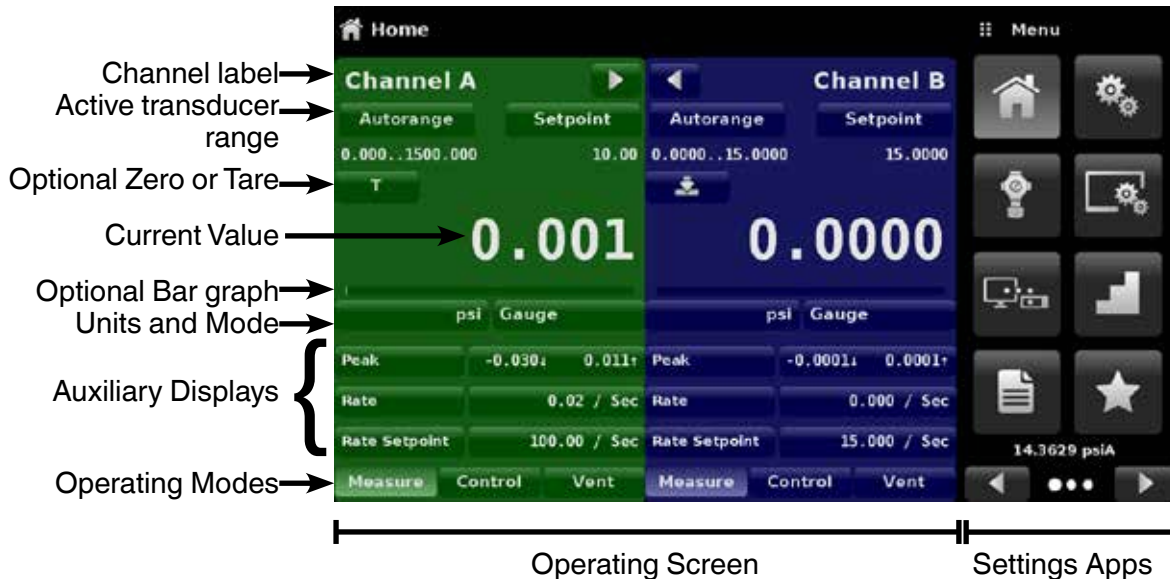 Home
Menu
Channel label
Active transducer
range
Optional Zero or Tare
Current Value
Optional Bar graph
Units and Mode
Auxiliary Displays
Operating Modes
Channel A
Autorange Setpoint
0.000..1500.000 10.00
T
0.001
psi Gauge
Peak -0.030↓ 0.011↑
Rate 0.02 / Sec
Rate Setpoint 100.00 / Sec
Measure Control Vent
Channel B
Autorange Setpoint
0.0000..15.0000 15.0000
0.0000
psi Gauge
Peak -0.0001↓ 0.0001↑
Rate 0.000 / Sec
Rate Setpoint 15.000 / Sec
Measure Control Vent
14.3629 psiA
Operating Screen
Settings Apps